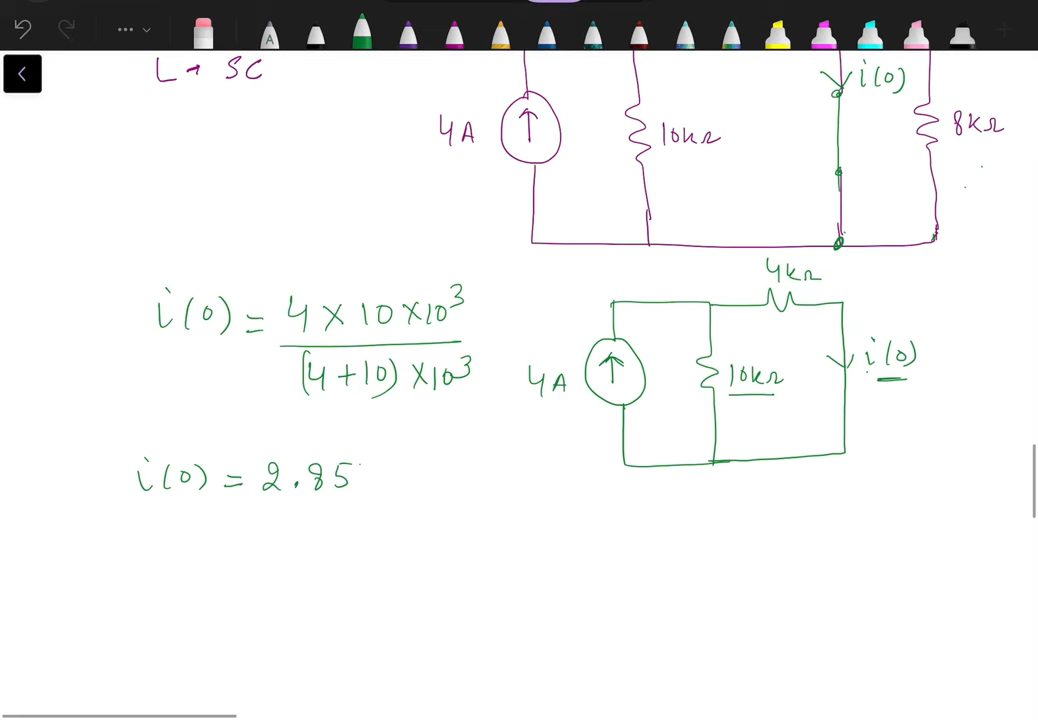 A
L → SC
i(0)
4A
10kΩ
8kΩ
4kΩ
i(0) = 4 × 10 × 10³
(4 + 10) × 10³
4A
10kΩ
i(0)
i(0) = 2.85